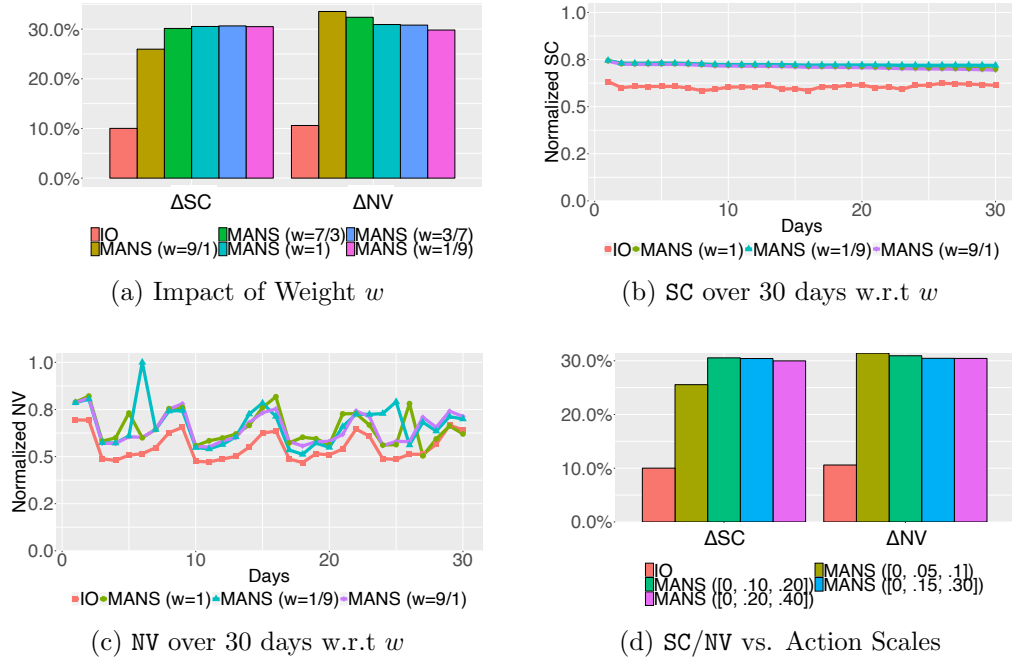 30.0%
20.0%
10.0%
0.0%
ΔSC ΔNV
IO MANS (w=7/3) MANS (w=3/7)
MANS (w=9/1) MANS (w=1) MANS (w=1/9)
(a) Impact of Weight w
Normalized SC
1.0
0.8
0.5
0.2
0.0
0 10 20 30
Days
IO MANS (w=1) MANS (w=1/9) MANS (w=9/1)
(b) SC over 30 days w.r.t w
Normalized NV
1.0
0.8
0.5
0.2
0.0
0 10 20 30
Days
IO MANS (w=1) MANS (w=1/9) MANS (w=9/1)
(c) NV over 30 days w.r.t w
30.0%
20.0%
10.0%
0.0%
ΔSC ΔNV
IO MANS ([0, .05, .1])
MANS ([0, .10, .20]) MANS ([0, .15, .30])
MANS ([0, .20, .40])
(d) SC/NV vs. Action Scales